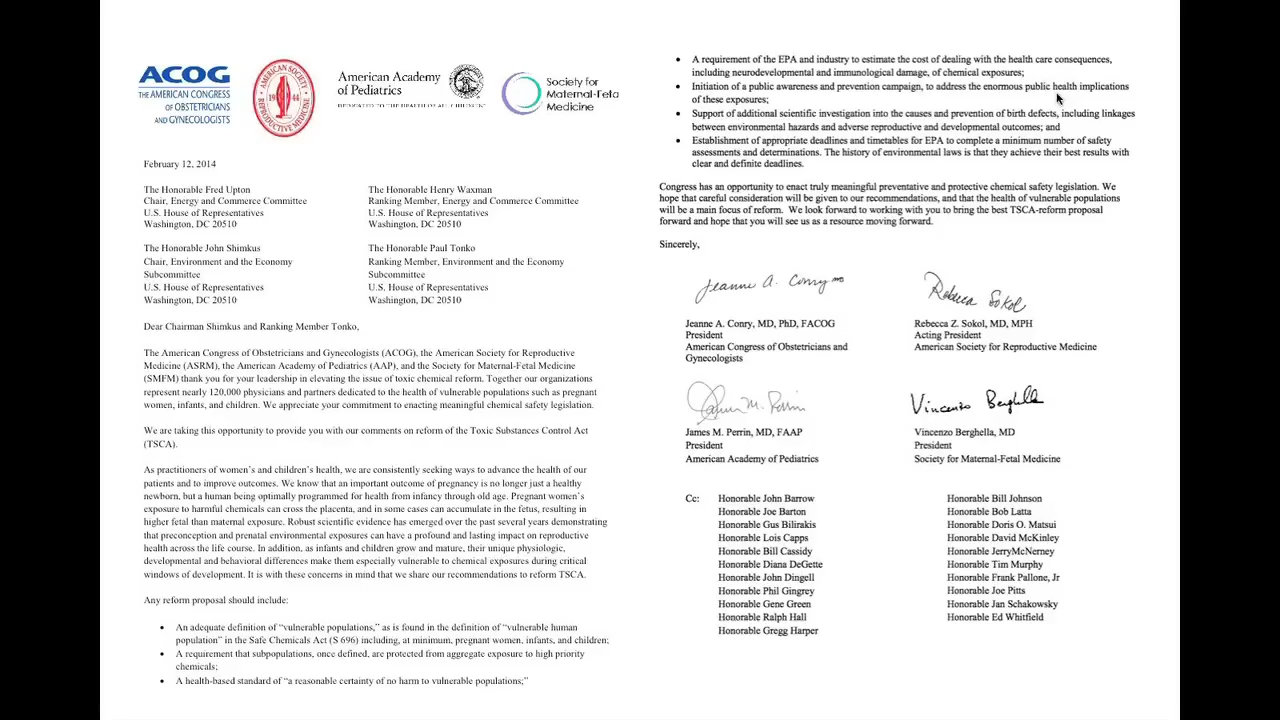 ACOG
THE AMERICAN CONGRESS
OF OBSTETRICIANS
AND GYNECOLOGISTS
AMERICAN SOCIETY
REPRODUCTIVE MEDICINE
1944
American Academy
of Pediatrics
DEDICATED TO THE HEALTH OF ALL CHILDREN
Society for
Maternal-Feta
Medicine
February 12, 2014
The Honorable Fred Upton
Chair, Energy and Commerce Committee
U.S. House of Representatives
Washington, DC 20510
The Honorable Henry Waxman
Ranking Member, Energy and Commerce Committee
U.S. House of Representatives
Washington, DC 20510
The Honorable John Shimkus
Chair, Environment and the Economy
Subcommittee
U.S. House of Representatives
Washington, DC 20510
The Honorable Paul Tonko
Ranking Member, Environment and the Economy
Subcommittee
U.S. House of Representatives
Washington, DC 20510
Dear Chairman Shimkus and Ranking Member Tonko,
The American Congress of Obstetricians and Gynecologists (ACOG), the American Society for Reproductive
Medicine (ASRM), the American Academy of Pediatrics (AAP), and the Society for Maternal-Fetal Medicine
(SMFM) thank you for your leadership in elevating the issue of toxic chemical reform. Together our organizations
represent nearly 120,000 physicians and partners dedicated to the health of vulnerable populations such as pregnant
women, infants, and children. We appreciate your commitment to enacting meaningful chemical safety legislation.
We are taking this opportunity to provide you with our comments on reform of the Toxic Substances Control Act
(TSCA).
As practitioners of women's and children's health, we are consistently seeking ways to advance the health of our
patients and to improve outcomes. We know that an important outcome of pregnancy is no longer just a healthy
newborn, but a human being optimally programmed for health from infancy through old age. Pregnant women's
exposure to harmful chemicals can cross the placenta, and in some cases can accumulate in the fetus, resulting in
higher fetal than maternal exposure. Robust scientific evidence has emerged over the past several years demonstrating
that preconception and prenatal environmental exposures can have a profound and lasting impact on reproductive
health across the life course. In addition, as infants and children grow and mature, their unique physiologic,
developmental and behavioral differences make them especially vulnerable to chemical exposures during critical
windows of development. It is with these concerns in mind that we share our recommendations to reform TSCA.
Any reform proposal should include:
• An adequate definition of "vulnerable populations," as is found in the definition of "vulnerable human
population" in the Safe Chemicals Act (S 696) including, at minimum, pregnant women, infants, and children;
• A requirement that subpopulations, once defined, are protected from aggregate exposure to high priority
chemicals;
• A health-based standard of "a reasonable certainty of no harm to vulnerable populations;"
• A requirement of the EPA and industry to estimate the cost of dealing with the health care consequences,
including neurodevelopmental and immunological damage, of chemical exposures;
• Initiation of a public awareness and prevention campaign, to address the enormous public health implications
of these exposures;
• Support of additional scientific investigation into the causes and prevention of birth defects, including linkages
between environmental hazards and adverse reproductive and developmental outcomes; and
• Establishment of appropriate deadlines and timetables for EPA to complete a minimum number of safety
assessments and determinations. The history of environmental laws is that they achieve their best results with
clear and definite deadlines.
Congress has an opportunity to enact truly meaningful preventative and protective chemical safety legislation. We
hope that careful consideration will be given to our recommendations, and that the health of vulnerable populations
will be a main focus of reform. We look forward to working with you to bring the best TSCA-reform proposal
forward and hope that you will see us as a resource moving forward.
Sincerely,
Jeanne A. Conry MD
Jeanne A. Conry, MD, PhD, FACOG
President
American Congress of Obstetricians and
Gynecologists
Rebecca Sokol
Rebecca Z. Sokol, MD, MPH
Acting President
American Society for Reproductive Medicine
James M. Perrin
James M. Perrin, MD, FAAP
President
American Academy of Pediatrics
Vincenzo Berghella
Vincenzo Berghella, MD
President
Society for Maternal-Fetal Medicine
Cc:
Honorable John Barrow
Honorable Joe Barton
Honorable Gus Bilirakis
Honorable Lois Capps
Honorable Bill Cassidy
Honorable Diana DeGette
Honorable John Dingell
Honorable Phil Gingrey
Honorable Gene Green
Honorable Ralph Hall
Honorable Gregg Harper
Honorable Bill Johnson
Honorable Bob Latta
Honorable Doris O. Matsui
Honorable David McKinley
Honorable JerryMcNerney
Honorable Tim Murphy
Honorable Frank Pallone, Jr
Honorable Joe Pitts
Honorable Jan Schakowsky
Honorable Ed Whitfield